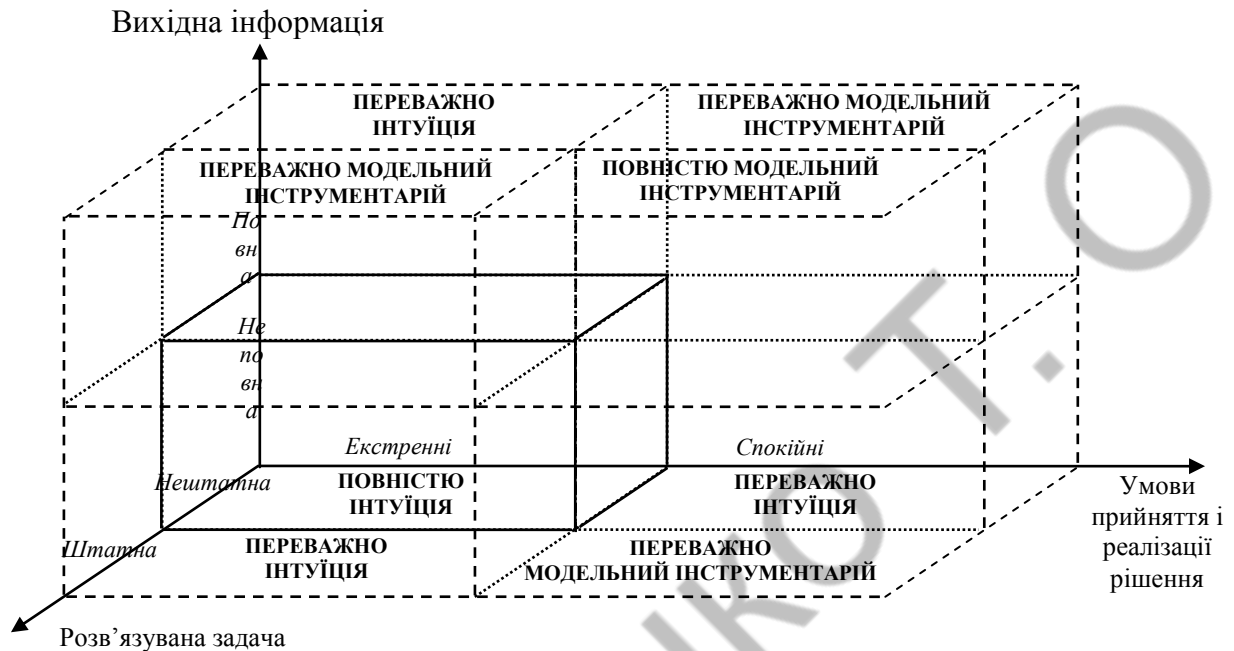 Вихідна інформація
ПЕРЕВАЖНО
ІНТУЇЦІЯ
ПЕРЕВАЖНО МОДЕЛЬНИЙ
ІНСТРУМЕНТАРІЙ
ПЕРЕВАЖНО МОДЕЛЬНИЙ
ІНСТРУМЕНТАРІЙ
ПОВНІСТЮ МОДЕЛЬНИЙ
ІНСТРУМЕНТАРІЙ
По
вн
а
Не
по
вн
а
Екстренні
Спокійні
Нештатна
ПОВНІСТЮ
ІНТУЇЦІЯ
ПЕРЕВАЖНО
ІНТУЇЦІЯ
Умови
прийняття і
реалізації
рішення
Штатна
ПЕРЕВАЖНО
ІНТУЇЦІЯ
ПЕРЕВАЖНО
МОДЕЛЬНИЙ ІНСТРУМЕНТАРІЙ
Розв’язувана задача
ко Т. О